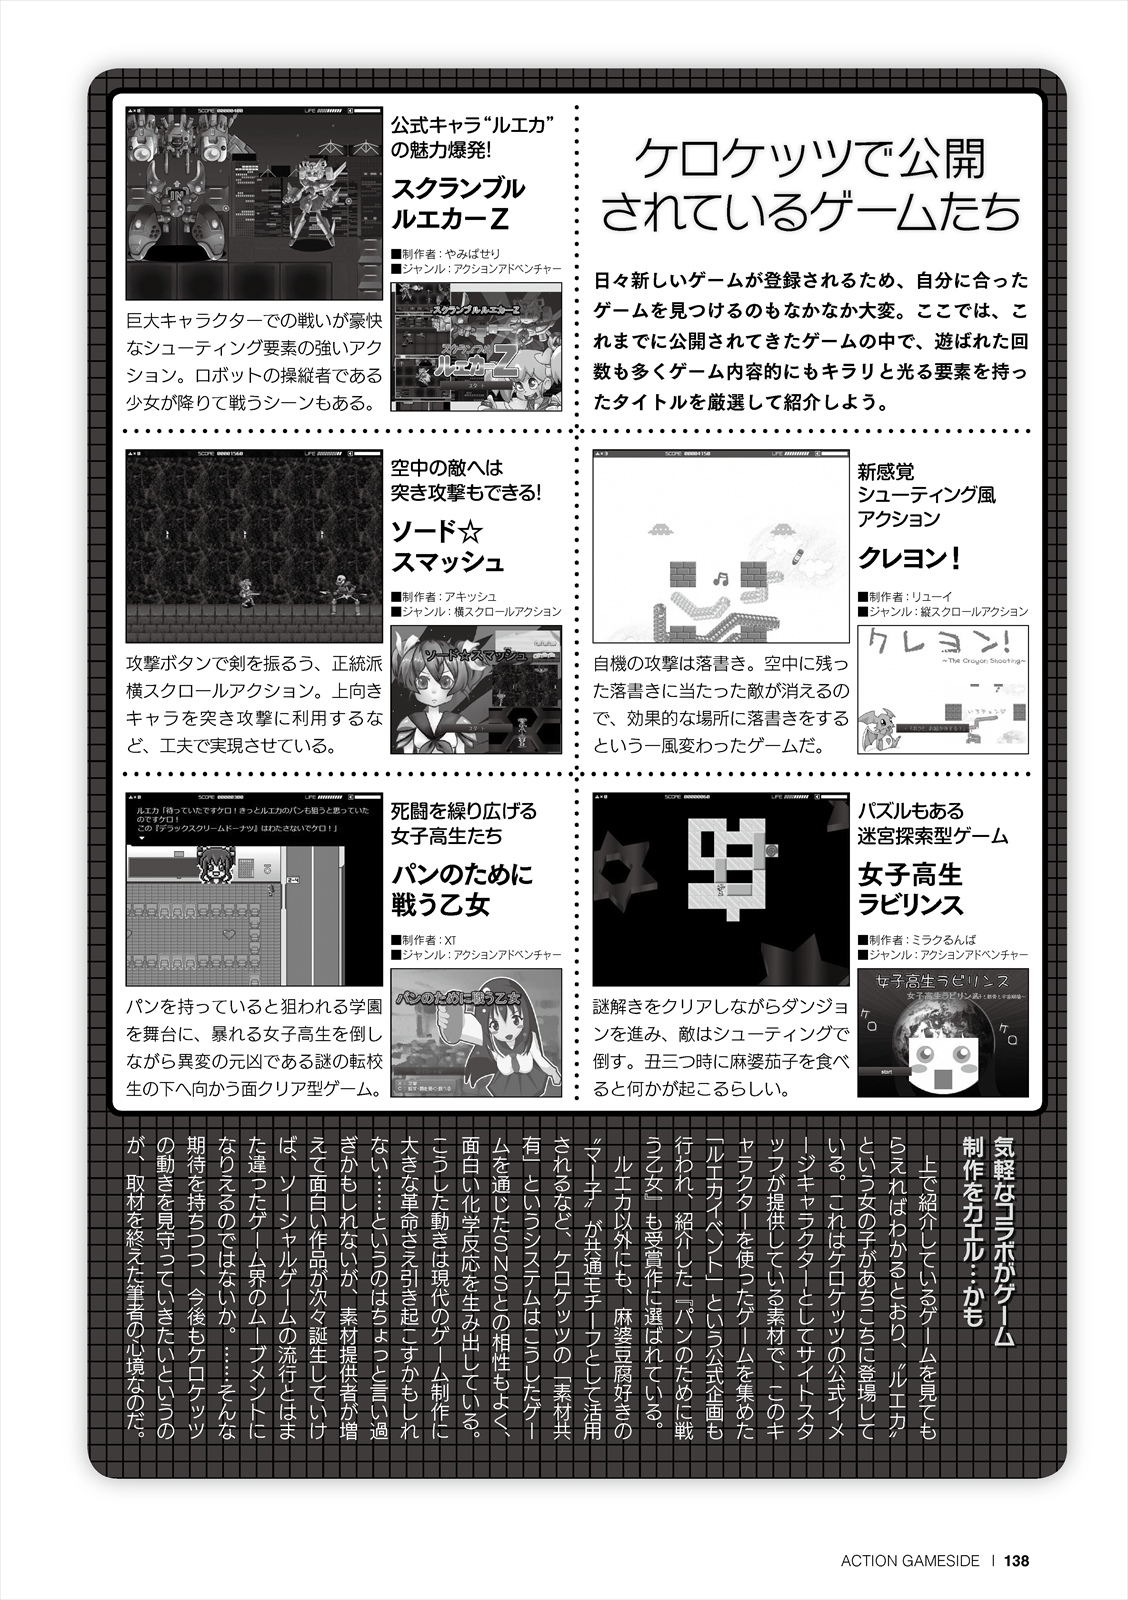 ケロケッツで公開
されているゲームたち
日々新しいゲームが登録されるため、自分に合った
ゲームを見つけるのもなかなか大変。ここでは、こ
れまでに公開されてきたゲームの中で、遊ばれた回
数も多くゲーム内容的にもキラリと光る要素を持っ
たタイトルを厳選して紹介しよう。
SCORE 00000400
LIFE
公式キャラ“ルエカ”
の魅力爆発!
スクランブル
ルエカーZ
■制作者：やみぱせり
■ジャンル：アクションアドベンチャー
スクランブルルエカーZ
スクランブル
ルエカーZ
スタート
巨大キャラクターでの戦いが豪快
なシューティング要素の強いアク
ション。ロボットの操縦者である
少女が降りて戦うシーンもある。
SCORE 00001560
LIFE
空中の敵へは
突き攻撃もできる!
ソード☆
スマッシュ
■制作者：アキッシュ
■ジャンル：横スクロールアクション
ソード☆スマッシュ
スタート
攻撃ボタンで剣を振るう、正統派
横スクロールアクション。上向き
キャラを突き攻撃に利用するな
ど、工夫で実現させている。
SCORE 00004150
LIFE
新感覚
シューティング風
アクション
クレヨン！
■制作者：リューイ
■ジャンル：縦スクロールアクション
クレヨン!
～The Crayon Shooting～
自機の攻撃は落書き。空中に残っ
た落書きに当たった敵が消えるの
で、効果的な場所に落書きをする
という一風変わったゲームだ。
SCORE 00000300
LIFE
ルエカ「待っていたですケロ！きっとルエカのパンも狙うと思っていた
のですケロ！
この『デラックスクリームドーナツ』はわたさないでケロ！」
死闘を繰り広げる
女子高生たち
パンのために
戦う乙女
■制作者：XT
■ジャンル：アクションアドベンチャー
パンのために戦う乙女
パンを持っていると狙われる学園
を舞台に、暴れる女子高生を倒し
ながら異変の元凶である謎の転校
生の下へ向かう面クリア型ゲーム。
SCORE 00000060
LIFE
パズルもある
迷宮探索型ゲーム
女子高生
ラビリンス
■制作者：ミラクるんば
■ジャンル：アクションアドベンチャー
女子高生ラビリンス
ケロ
ケロ
start
謎解きをクリアしながらダンジョ
ンを進み、敵はシューティングで
倒す。丑三つ時に麻婆茄子を食べ
ると何かが起こるらしい。
気軽なコラボがゲーム
制作をカエル…かも
上で紹介しているゲームを見ても
らえればわかるとおり、〝ルエカ〟
という女の子があちこちに登場して
いる。これはケロケッツの公式イメ
ージキャラクターとしてサイトスタ
ッフが提供している素材で、このキ
ャラクターを使ったゲームを集めた
「ルエカイベント」という公式企画も
行われ、紹介した『パンのために戦
う乙女』も受賞作に選ばれている。
ルエカ以外にも、麻婆豆腐好きの
〝マー子〟が共通モチーフとして活用
されるなど、ケロケッツの「素材共
有」というシステムはこうしたゲー
ムを通じたＳＮＳとの相性もよく、
面白い化学反応を生み出している。
こうした動きは現代のゲーム制作に
大きな革命さえ引き起こすかもしれ
ない……というのはちょっと言い過
ぎかもしれないが、素材提供者が増
えて面白い作品が次々誕生していけ
ば、ソーシャルゲームの流行とはま
た違ったゲーム界のムーブメントに
なりえるのではないか。……そんな
期待を持ちつつ、今後もケロケッツ
の動きを見守っていきたいというの
が、取材を終えた筆者の心境なのだ。
ACTION GAMESIDE | 138